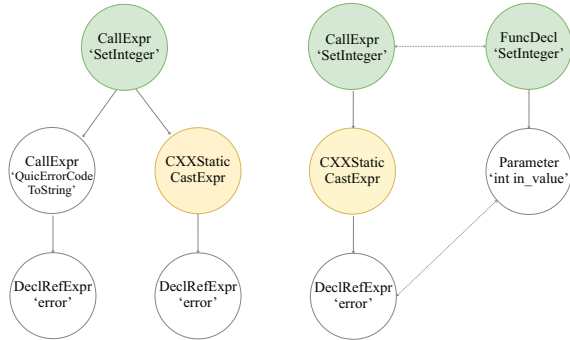 CallExpr
‘SetInteger’
CallExpr
‘QuicErrorCode
ToString’
CXXStatic
CastExpr
DeclRefExpr
‘error’
DeclRefExpr
‘error’
CallExpr
‘SetInteger’
FuncDecl
‘SetInteger’
CXXStatic
CastExpr
Parameter
‘int in_value’
DeclRefExpr
‘error’